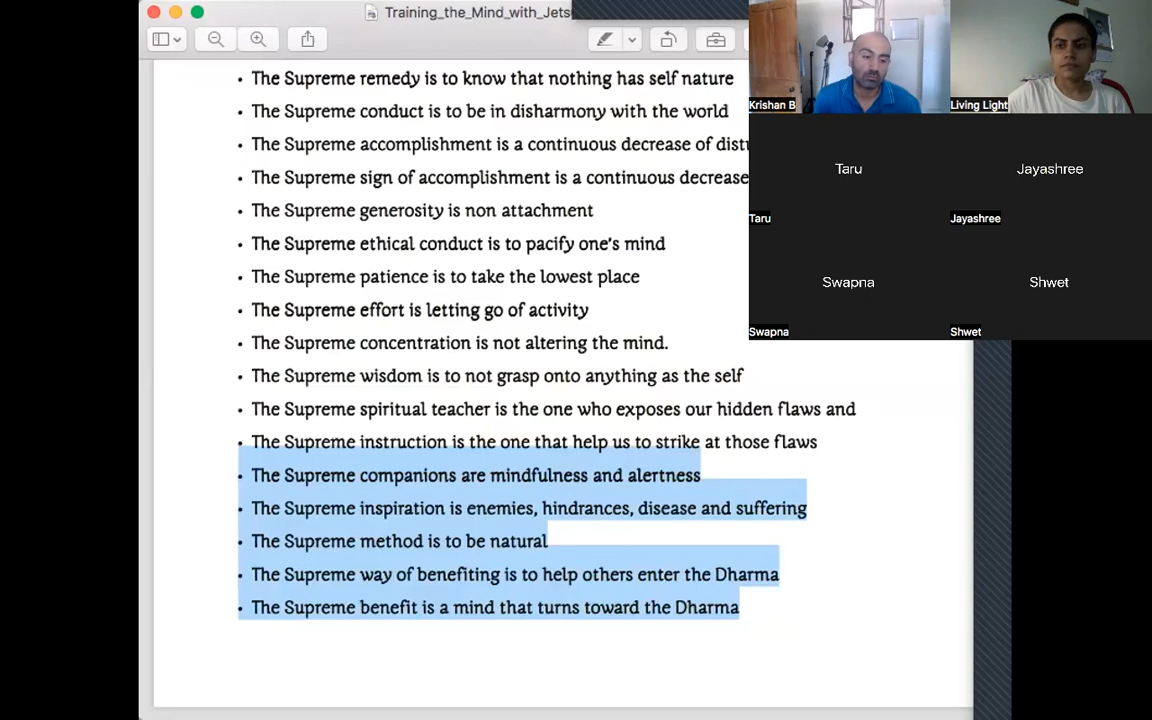 Training_the_Mind_with_Jets
• The Supreme remedy is to know that nothing has self nature
• The Supreme conduct is to be in disharmony with the world
• The Supreme accomplishment is a continuous decrease of
• The Supreme sign of accomplishment is a continuous decrease
• The Supreme generosity is non attachment
• The Supreme ethical conduct is to pacify one's mind
• The Supreme patience is to take the lowest place
• The Supreme effort is letting go of activity
• The Supreme concentration is not altering the mind.
• The Supreme wisdom is to not grasp onto anything as the self
• The Supreme spiritual teacher is the one who exposes our hidden flaws and
• The Supreme instruction is the one that help us to strike at those flaws
• The Supreme companions are mindfulness and alertness
• The Supreme inspiration is enemies, hindrances, disease and suffering
• The Supreme method is to be natural
• The Supreme way of benefiting is to help others enter the Dharma
• The Supreme benefit is a mind that turns toward the Dharma
Krishan B
Living Light
Taru
Jayashree
Taru
Jayashree
Swapna
Shwet
Swapna
Shwet